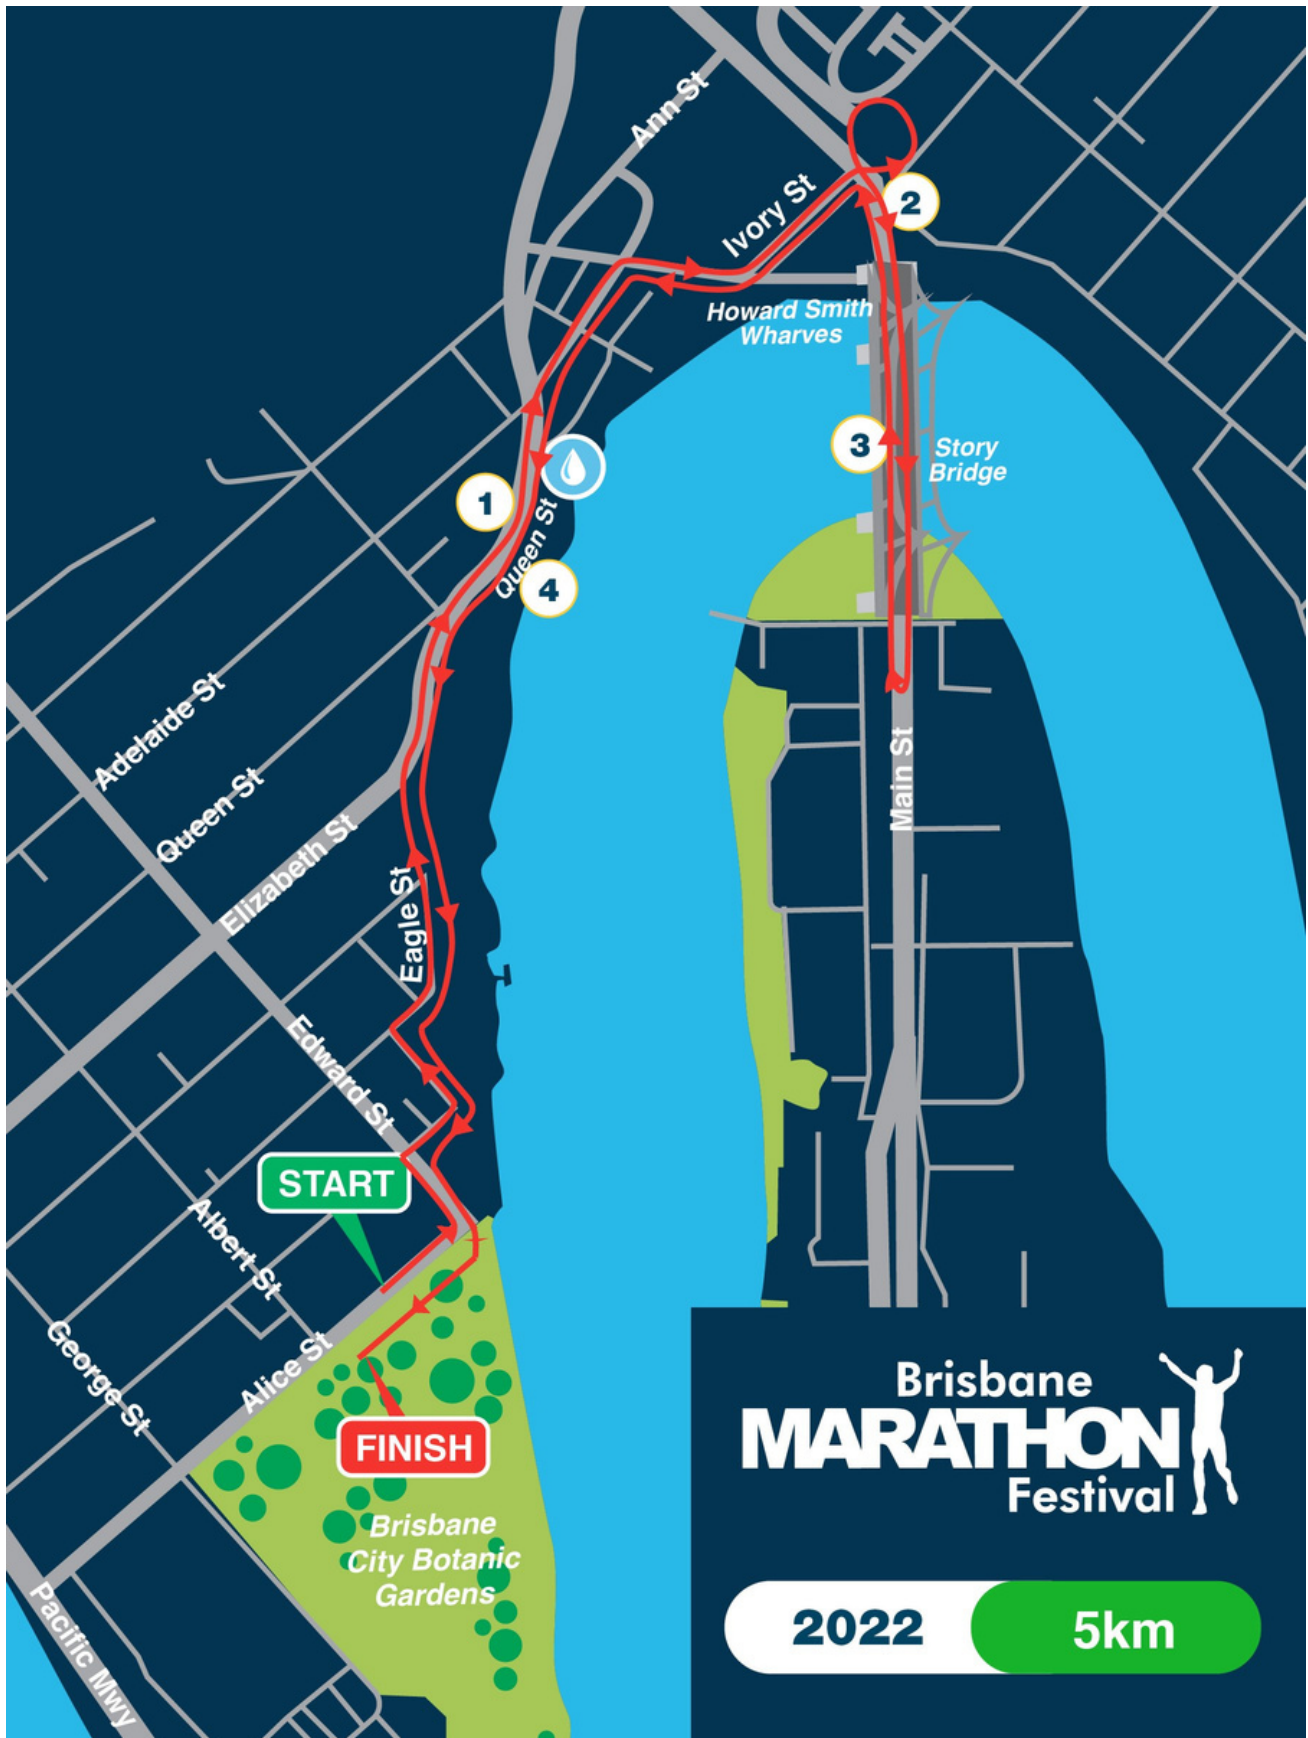 Ann St
Ivory St
2
Howard Smith
Wharves
3
Story
Bridge
1
Queen St
4
Adelaide St
Queen St
Elizabeth St
Main St
Eagle St
Edward St
START
Albert St
George St
Alice St
FINISH
Brisbane
City Botanic
Gardens
Pacific Mwy
Brisbane
MARATHON
Festival
2022
5km